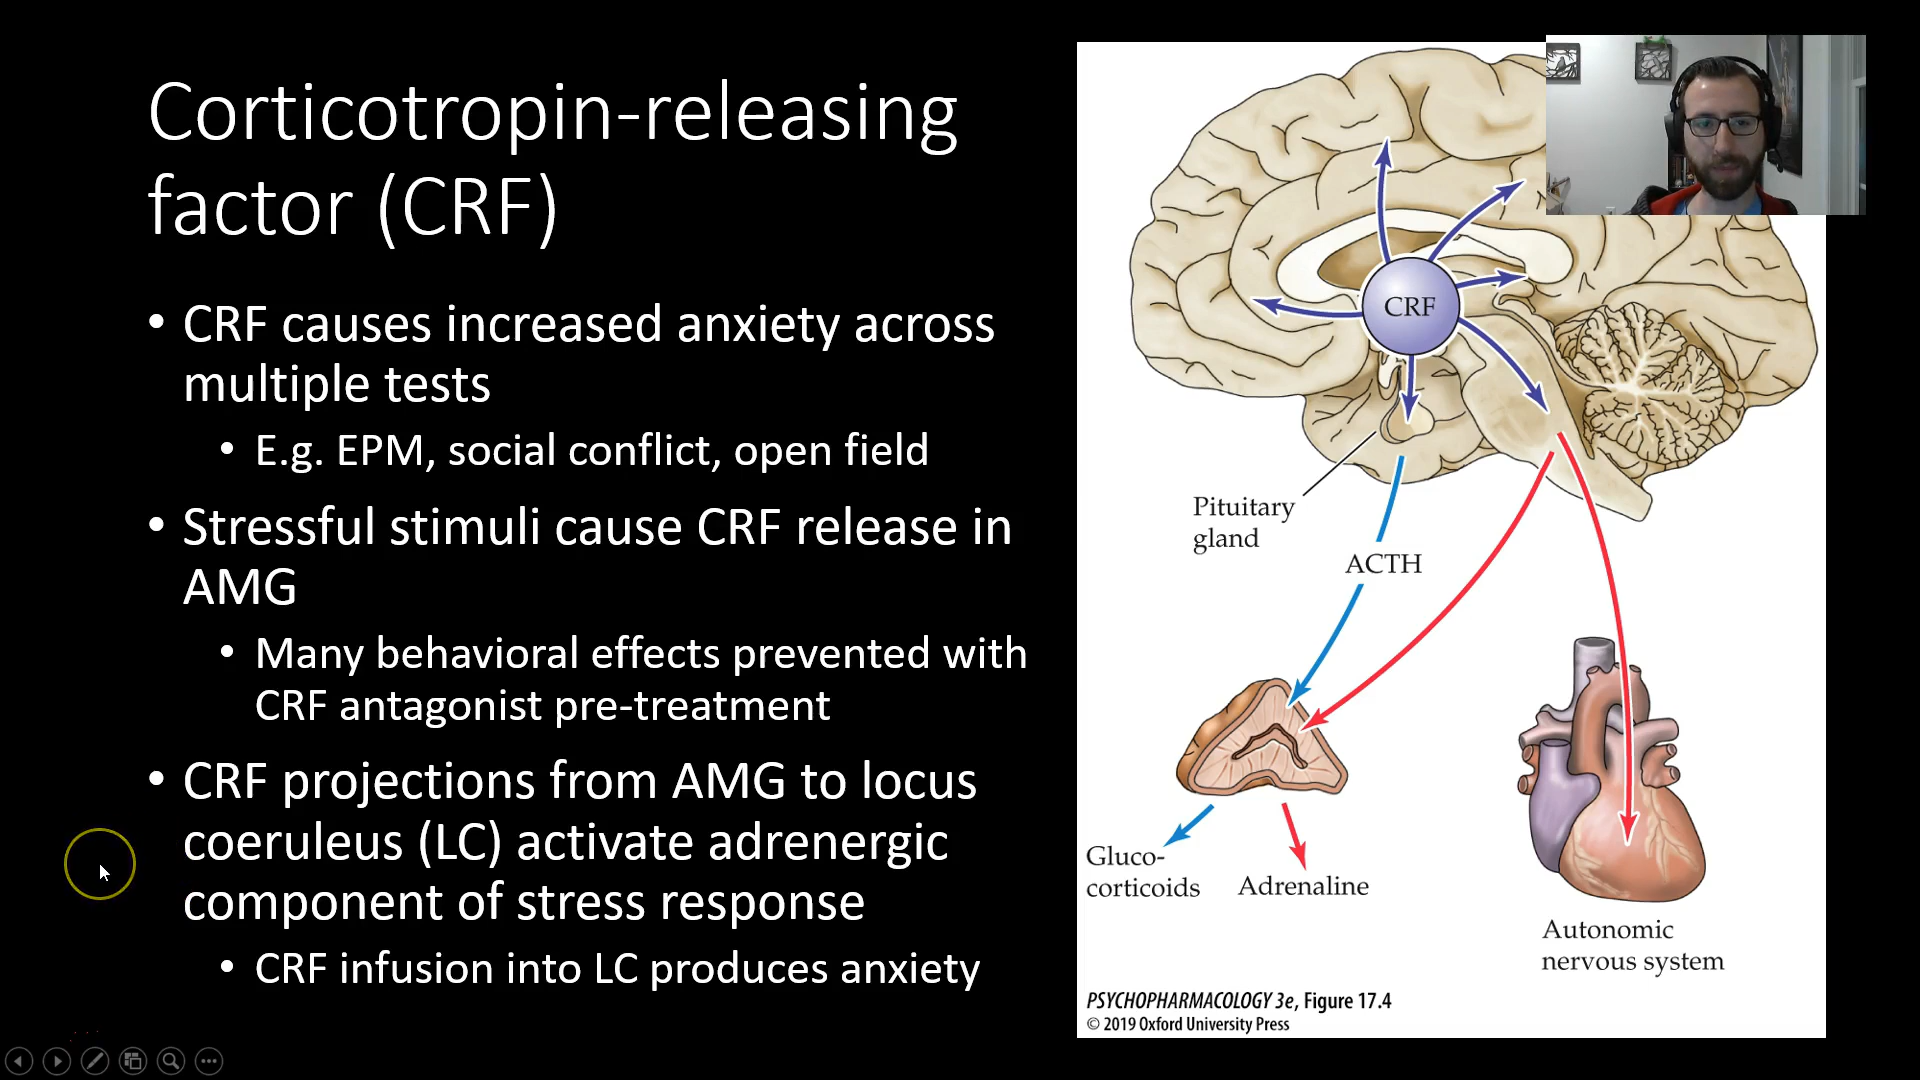 Corticotropin-releasing
factor (CRF)
• CRF causes increased anxiety across
multiple tests
• E.g. EPM, social conflict, open field
• Stressful stimuli cause CRF release in
AMG
• Many behavioral effects prevented with
CRF antagonist pre-treatment
• CRF projections from AMG to locus
coeruleus (LC) activate adrenergic
component of stress response
• CRF infusion into LC produces anxiety
CRF
Pituitary
gland
ACTH
Gluco-
corticoids
Adrenaline
Autonomic
nervous system
PSYCHOPHARMACOLOGY 3e, Figure 17.4
© 2019 Oxford University Press